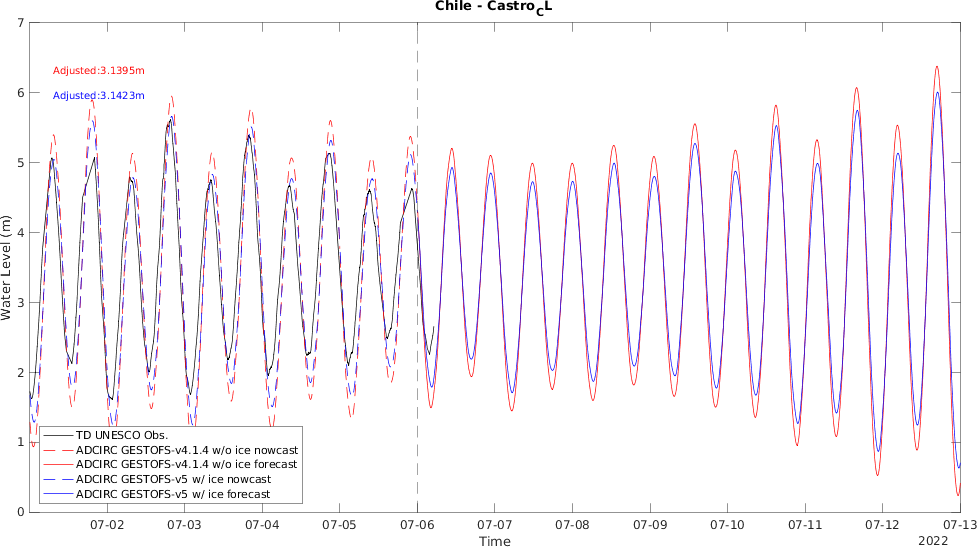 Chile - Castro_CL
7
Adjusted:3.1395m
6
Adjusted:3.1423m
5
4
Water Level (m)
3
2
1
0
TD UNESCO Obs.
ADCIRC GESTOFS-v4.1.4 w/o ice nowcast
ADCIRC GESTOFS-v4.1.4 w/o ice forecast
ADCIRC GESTOFS-v5 w/ ice nowcast
ADCIRC GESTOFS-v5 w/ ice forecast
07-02 07-03 07-04 07-05 07-06 07-07 07-08 07-09 07-10 07-11 07-12 07-13
Time
2022